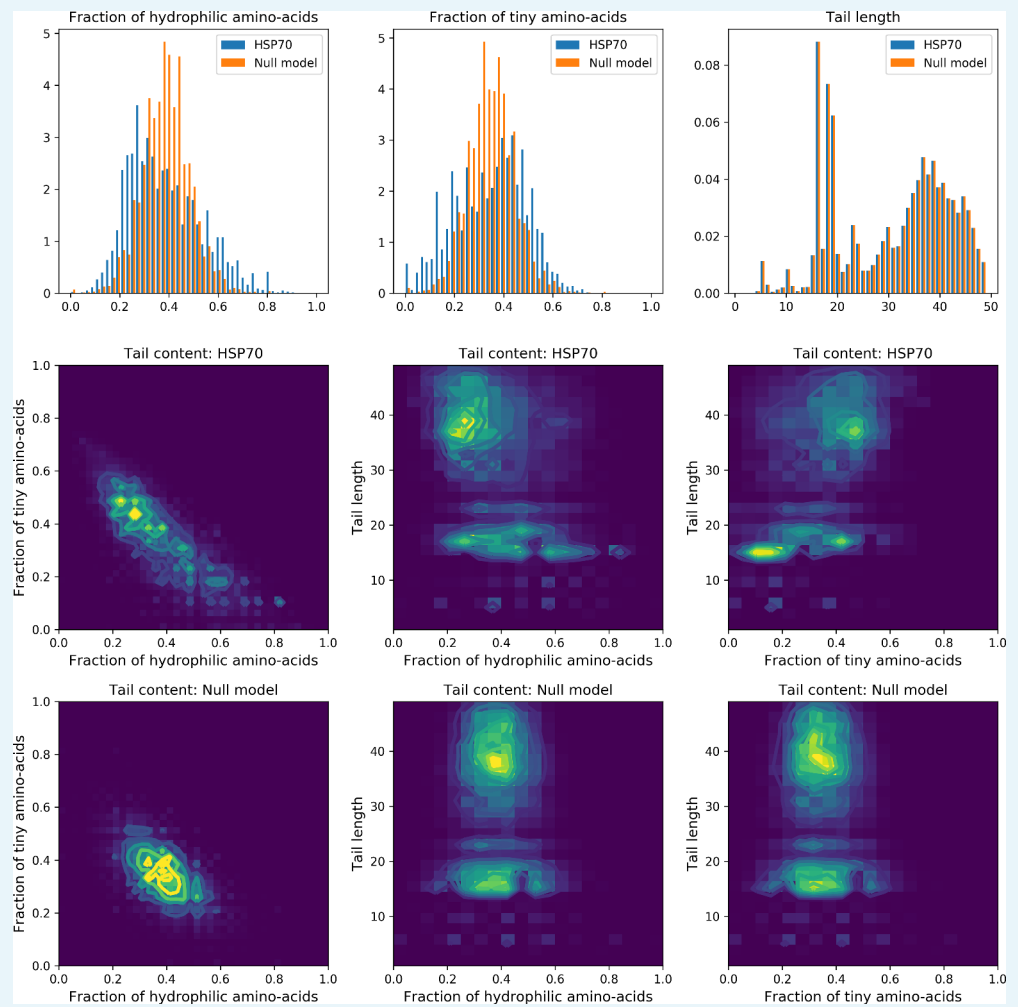 Fraction of hydrophilic amino-acids
Fraction of tiny amino-acids
Tail length
5
4
3
2
1
0
HSP70
Null model
0.0 0.2 0.4 0.6 0.8 1.0
5
4
3
2
1
0
HSP70
Null model
0.0 0.2 0.4 0.6 0.8 1.0
0.08
0.06
0.04
0.02
0.00
HSP70
Null model
0 10 20 30 40 50
Tail content: HSP70
Fraction of tiny amino-acids
1.0
0.8
0.6
0.4
0.2
0.0
0.0 0.2 0.4 0.6 0.8 1.0
Fraction of hydrophilic amino-acids
Tail content: HSP70
Tail length
40
30
20
10
0.0 0.2 0.4 0.6 0.8 1.0
Fraction of hydrophilic amino-acids
Tail content: HSP70
Tail length
40
30
20
10
0.0 0.2 0.4 0.6 0.8 1.0
Fraction of tiny amino-acids
Tail content: Null model
Fraction of tiny amino-acids
1.0
0.8
0.6
0.4
0.2
0.0
0.0 0.2 0.4 0.6 0.8 1.0
Fraction of hydrophilic amino-acids
Tail content: Null model
Tail length
40
30
20
10
0.0 0.2 0.4 0.6 0.8 1.0
Fraction of hydrophilic amino-acids
Tail content: Null model
Tail length
40
30
20
10
0.0 0.2 0.4 0.6 0.8 1.0
Fraction of tiny amino-acids